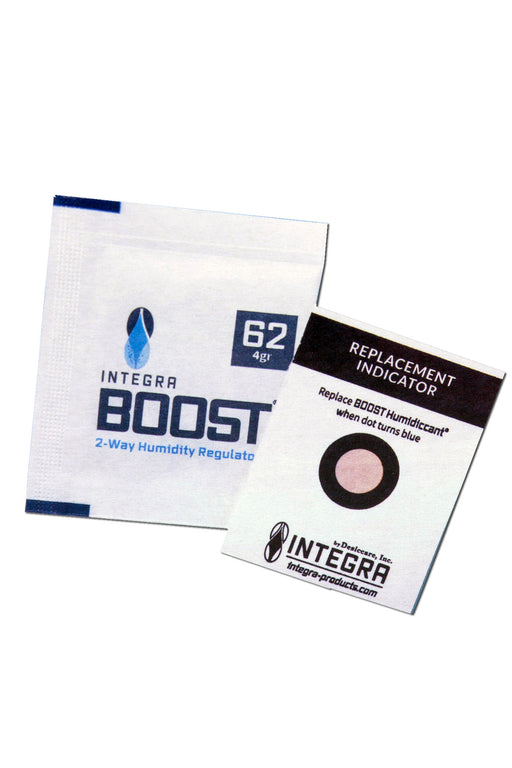 62
4gr
INTEGRA
BOOST®
2-Way Humidity Regulato
REPLACEMENT
INDICATOR
Replace BOOST Humidiccant®
when dot turns blue
by Desiccare, Inc.
INTEGRA
integra-products.com